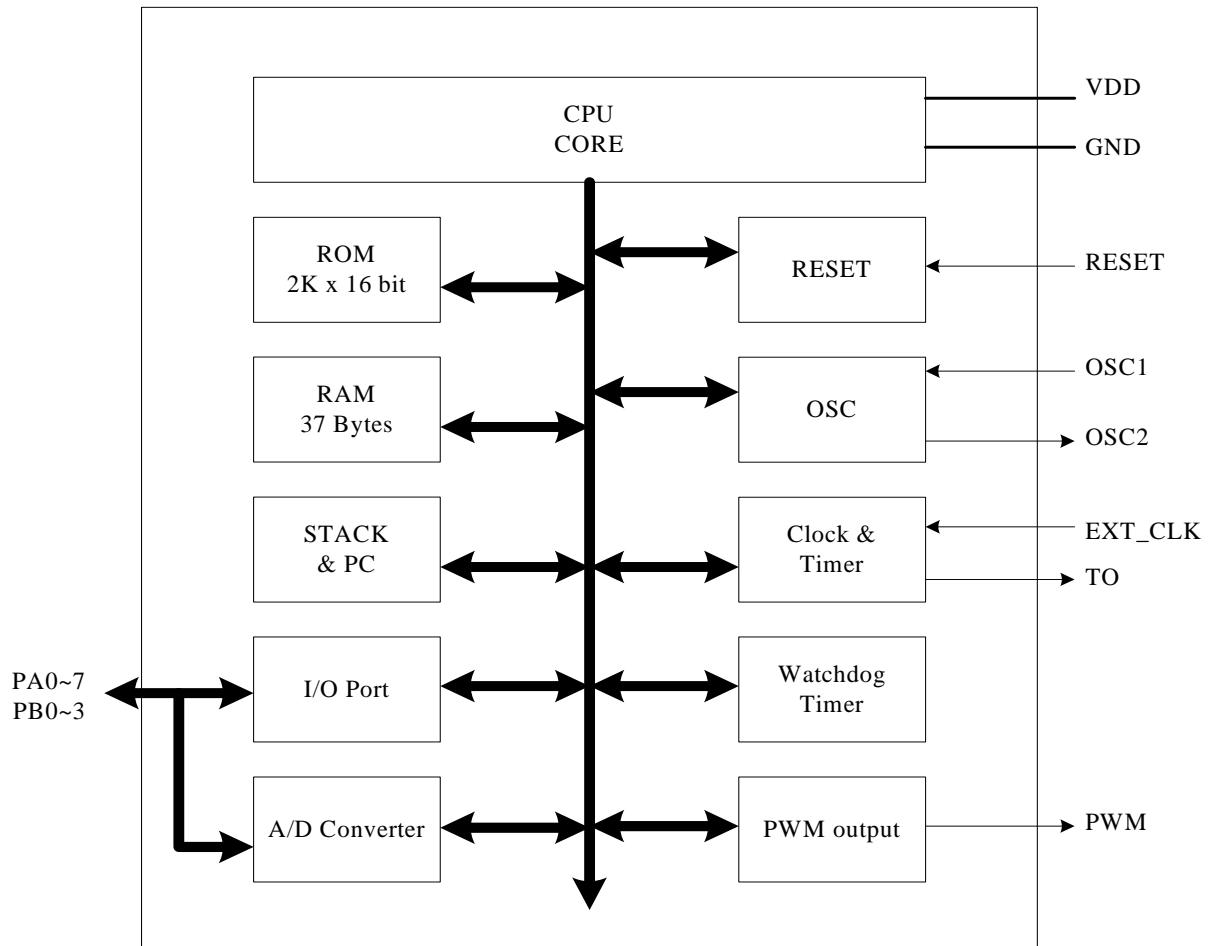 CPU
CORE
VDD
GND
ROM
2K x 16 bit
RESET
RESET
RAM
37 Bytes
OSC
OSC1
OSC2
STACK
& PC
Clock &
Timer
EXT_CLK
TO
PA0~7
PB0~3
I/O Port
Watchdog
Timer
A/D Converter
PWM output
PWM